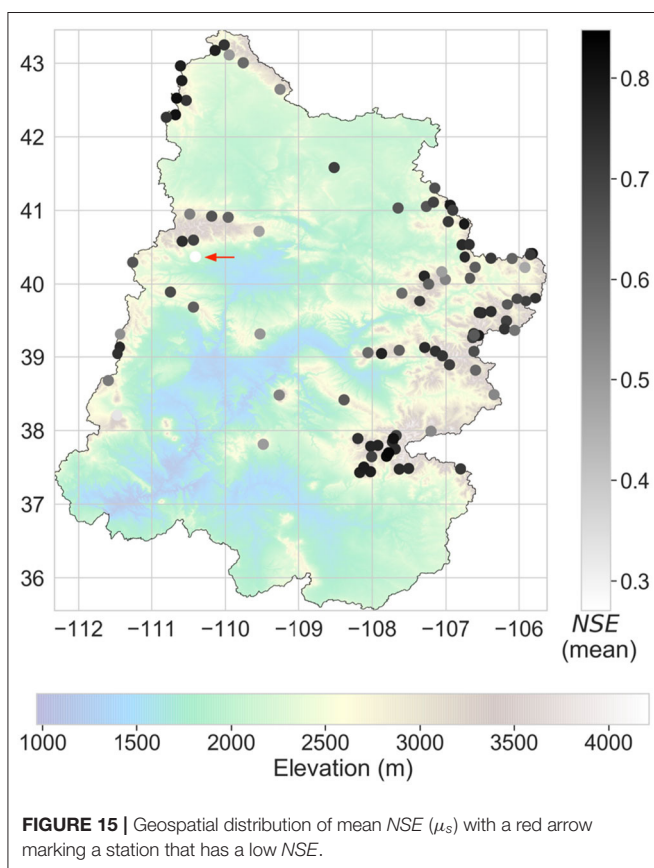 43
42
41
40
39
38
37
36
−112 −111 −110 −109 −108 −107 −106
0.8
0.7
0.6
0.5
0.4
0.3
NSE
(mean)
1000 1500 2000 2500 3000 3500 4000
Elevation (m)
FIGURE 15 | Geospatial distribution of mean NSE (μs) with a red arrow
marking a station that has a low NSE.